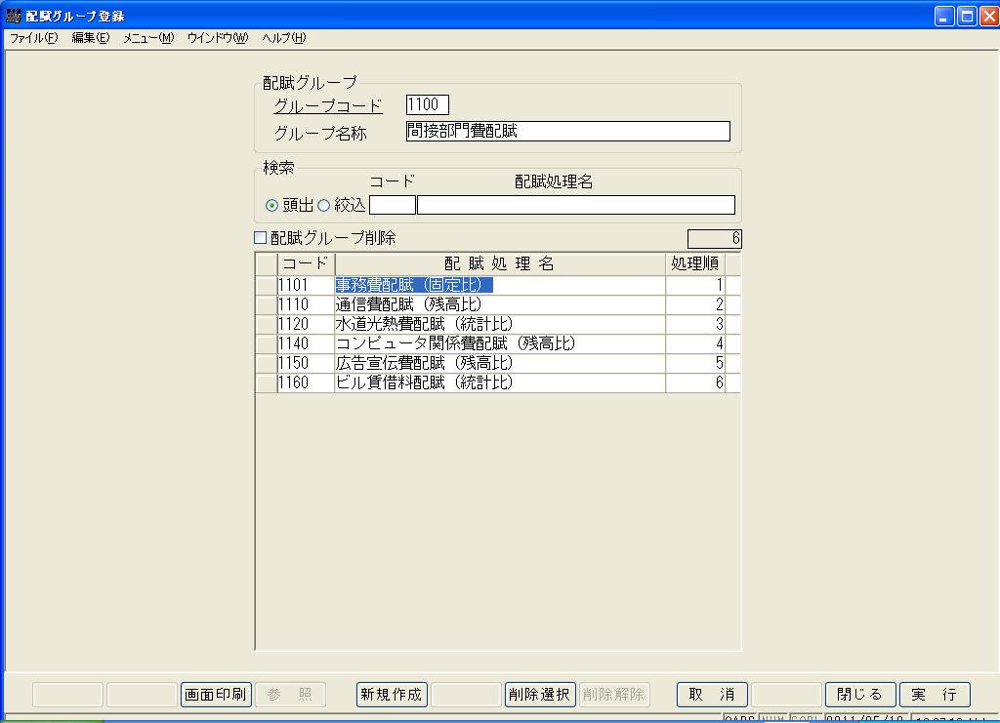 配賦グループ登録
ファイル(F) 編集(E) メニュー(M) ウインドウ(W) ヘルプ(H)
配賦グループ
グループコード 1100
グループ名称 間接部門費配賦
検索
コード 配賦処理名
頭出 絞込
配賦グループ削除 6
コード 配賦処理名 処理順
1101 事務費配賦（固定比） 1
1110 通信費配賦（残高比） 2
1120 水道光熱費配賦（統計比） 3
1140 コンピュータ関係費配賦（残高比） 4
1150 広告宣伝費配賦（残高比） 5
1160 ビル賃借料配賦（統計比） 6
画面印刷 参照 新規作成 削除選択 削除解除 取消 閉じる 実行